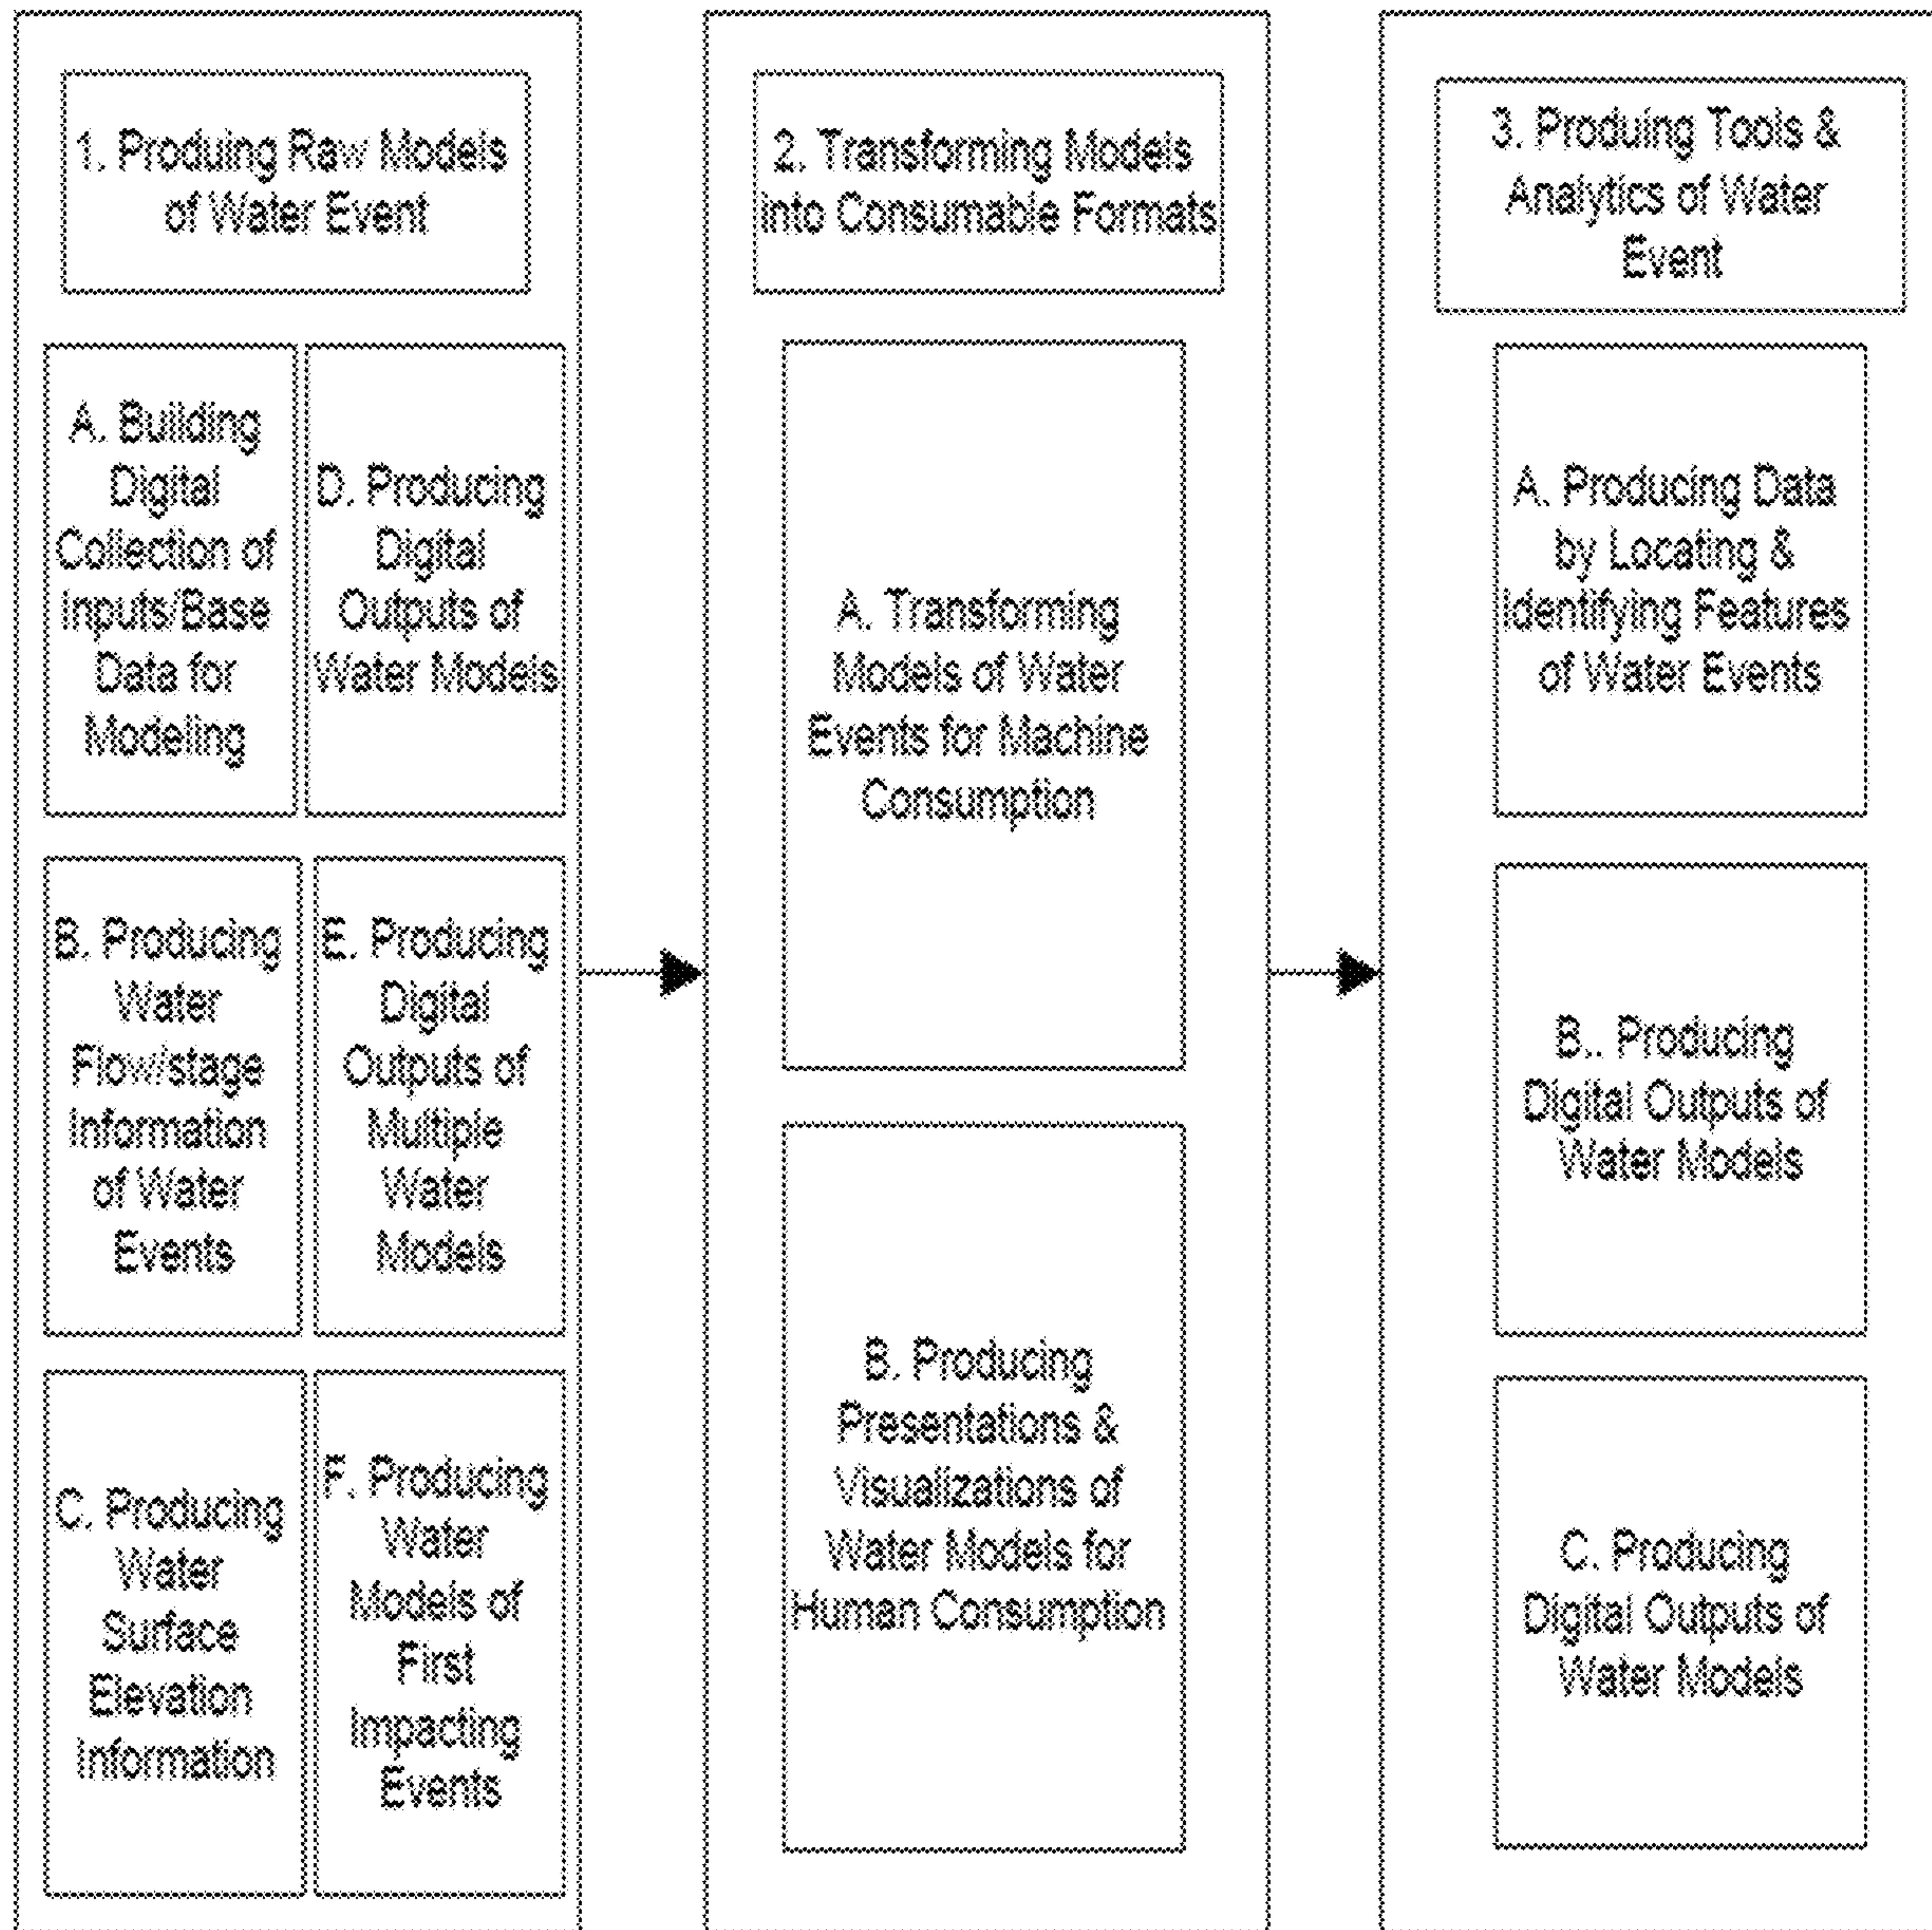 1. Produing Raw Models
of Water Event
A. Building
Digital
Collection of
Inputs/Base
Data for
Modeling
D. Producing
Digital
Outputs of
Water Models
B. Producing
Water
Flow/stage
Information
of Water
Events
E. Producing
Digital
Outputs of
Multiple
Water
Models
C. Producing
Water
Surface
Elevation
Information
F. Producing
Water
Models of
First
Impacting
Events
2. Transforming Models
into Consumable Formats
A. Transforming
Models of Water
Events for Machine
Consumption
B. Producing
Presentations &
Visualizations of
Water Models for
Human Consumption
3. Produing Tools &
Analytics of Water
Event
A. Producing Data
by Locating &
Identifying Features
of Water Events
B.. Producing
Digital Outputs of
Water Models
C. Producing
Digital Outputs of
Water Models